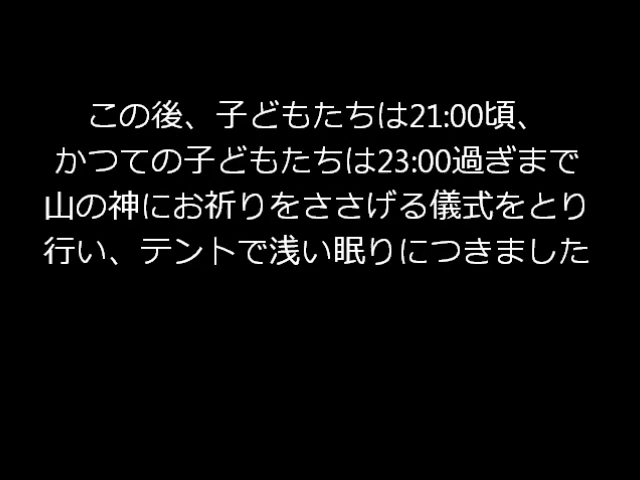 この後、子どもたちは21:00頃、
かつての子どもたちは23:00過ぎまで
山の神にお祈りをささげる儀式をとり
行い、テントで浅い眠りにつきました